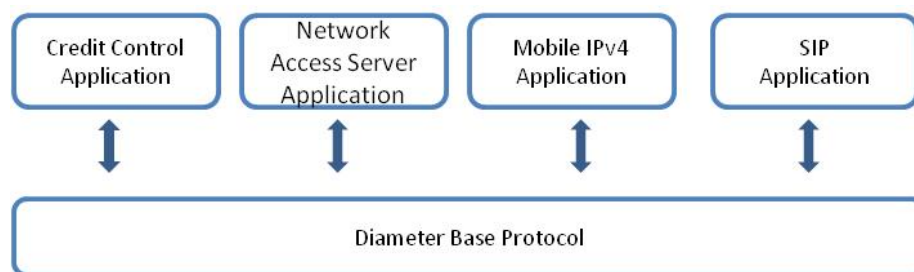 Credit Control
Application
Network
Access Server
Application
Mobile IPv4
Application
SIP
Application
Diameter Base Protocol